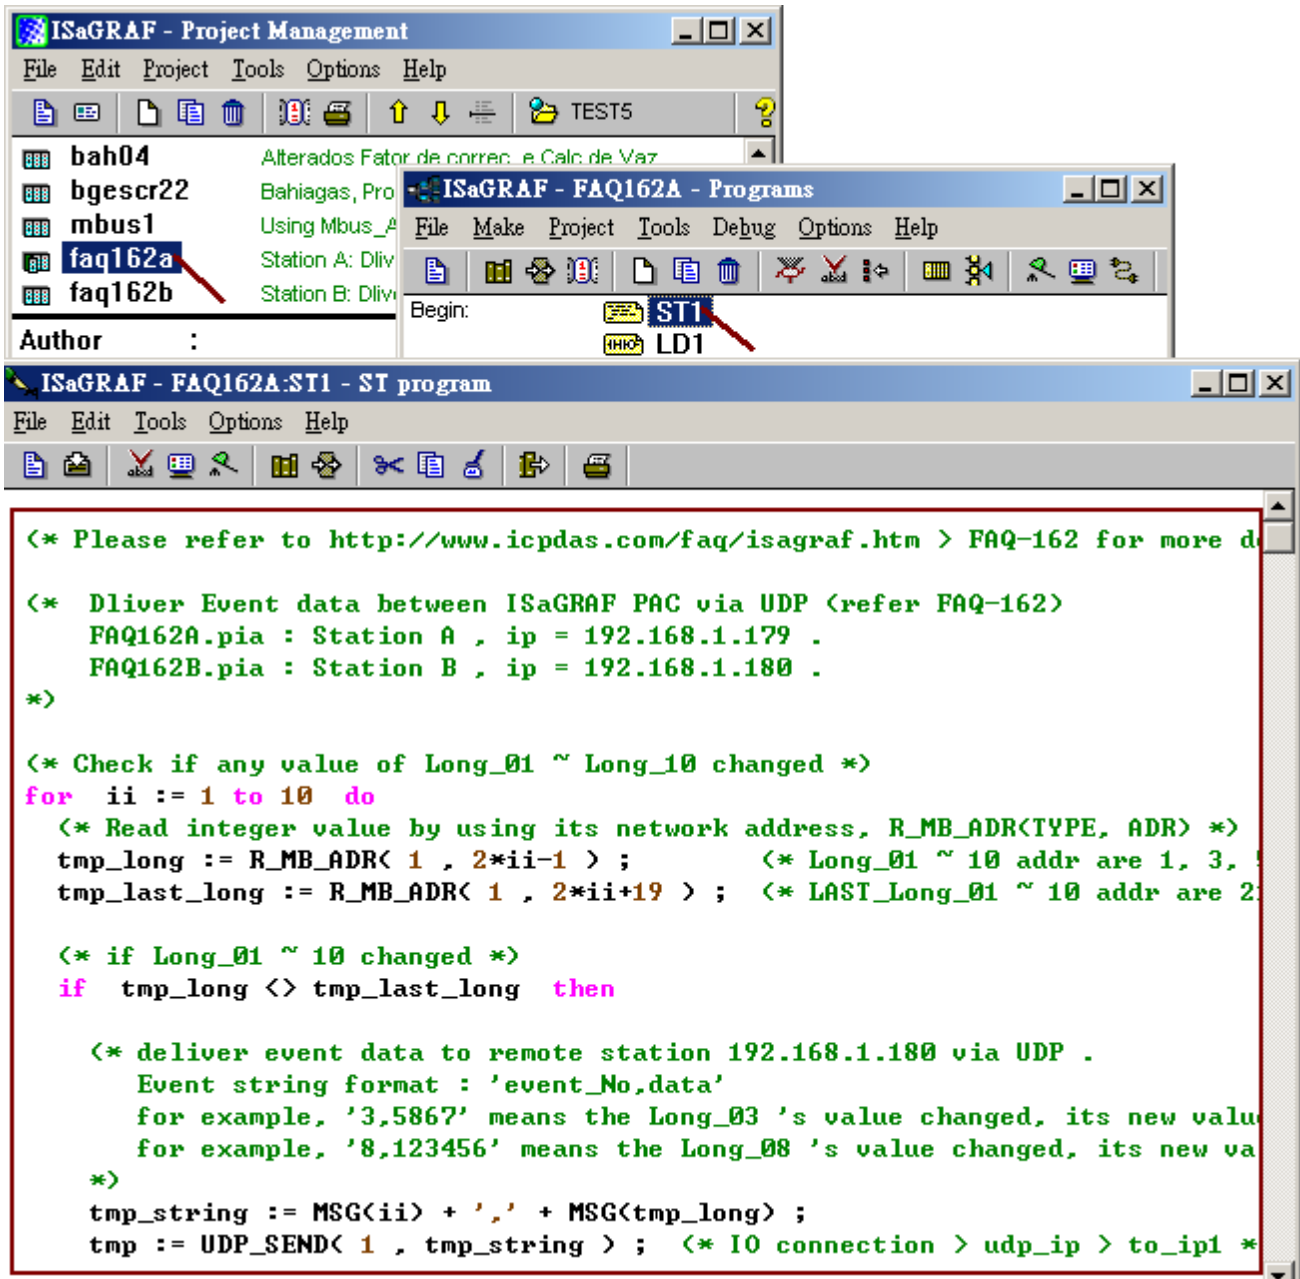 ISaGRAF - Project Management
File Edit Project Tools Options Help
TEST5
bah04 Alterados Fator de correc. e Calc de Vaz
bgescr22 Bahiagas, Pro
mbus1 Using Mbus_A
faq162a Station A: Dliv
faq162b Station B: Dlive
Author :
ISaGRAF - FAQ162A - Programs
File Make Project Tools Debug Options Help
Begin: ST1
LD1
ISaGRAF - FAQ162A:ST1 - ST program
File Edit Tools Options Help
(* Please refer to http://www.icpdas.com/faq/isagraf.htm > FAQ-162 for more d
(* Dliver Event data between ISaGRAF PAC via UDP (refer FAQ-162)
FAQ162A.pia : Station A , ip = 192.168.1.179 .
FAQ162B.pia : Station B , ip = 192.168.1.180 .
*)
(* Check if any value of Long_01 ~ Long_10 changed *)
for ii := 1 to 10 do
(* Read integer value by using its network address, R_MB_ADR(TYPE, ADR) *)
tmp_long := R_MB_ADR( 1 , 2*ii-1 ) ; (* Long_01 ~ 10 addr are 1, 3,
tmp_last_long := R_MB_ADR( 1 , 2*ii+19 ) ; (* LAST_Long_01 ~ 10 addr are 2
(* if Long_01 ~ 10 changed *)
if tmp_long <> tmp_last_long then
(* deliver event data to remote station 192.168.1.180 via UDP .
Event string format : 'event_No,data'
for example, '3,5867' means the Long_03 's value changed, its new valu
for example, '8,123456' means the Long_08 's value changed, its new va
*)
tmp_string := MSG(ii) + ',' + MSG(tmp_long) ;
tmp := UDP_SEND( 1 , tmp_string ) ; (* IO connection > udp_ip > to_ip1 *